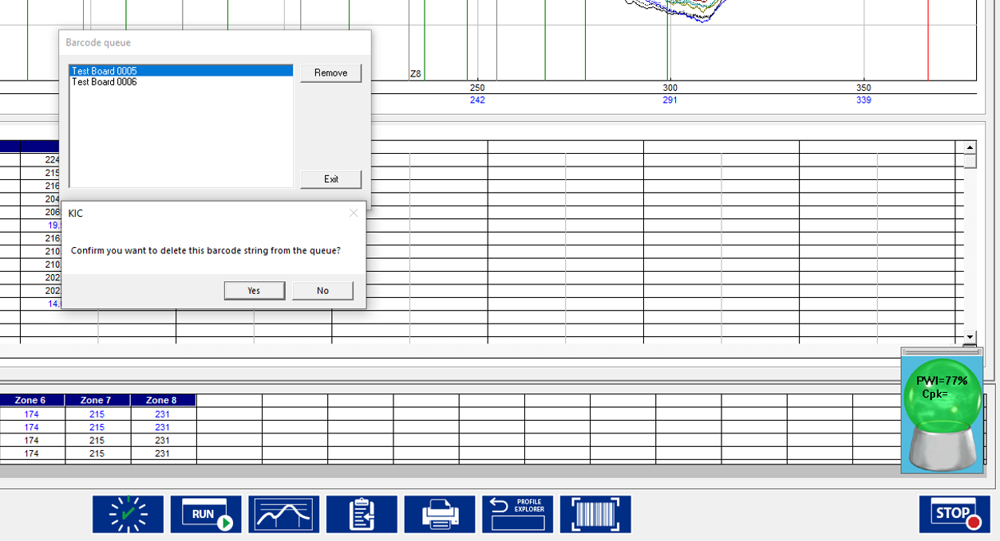 Barcode queue
Test Board 0005
Test Board 0006
Remove
Exit
Z8
250
300
350
242
291
339
KIC
Confirm you want to delete this barcode string from the queue?
Yes
No
224
215
216
204
206
19.
216.
210.
210.
202
202
14.
PWI=77%
Cpk=
Zone 6 Zone 7 Zone 8
174 215 231
174 215 231
174 215 231
174 215 231
RUN
PROFILE
EXPLORER
STOP